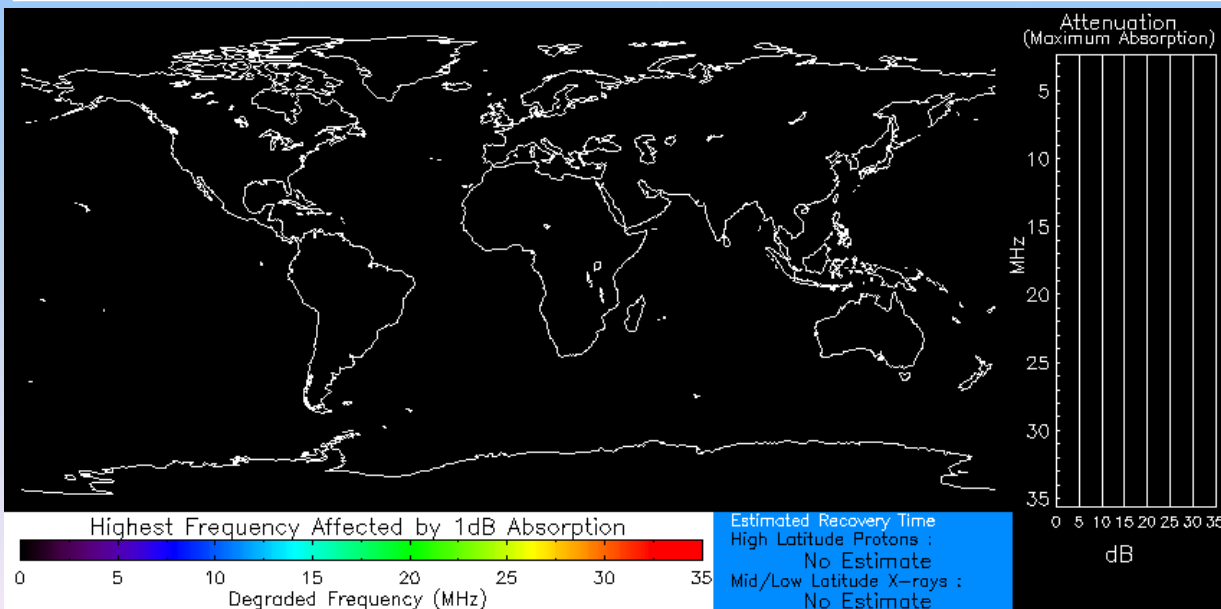 Attenuation
(Maximum Absorption)
5
10
15
20
25
30
35
MHz
0 5 10 15 20 25 30 35
dB
Highest Frequency Affected by 1dB Absorption
0 5 10 15 20 25 30 35
Degraded Frequency (MHz)
Estimated Recovery Time
High Latitude Protons :
No Estimate
Mid/Low Latitude X-rays :
No Estimate